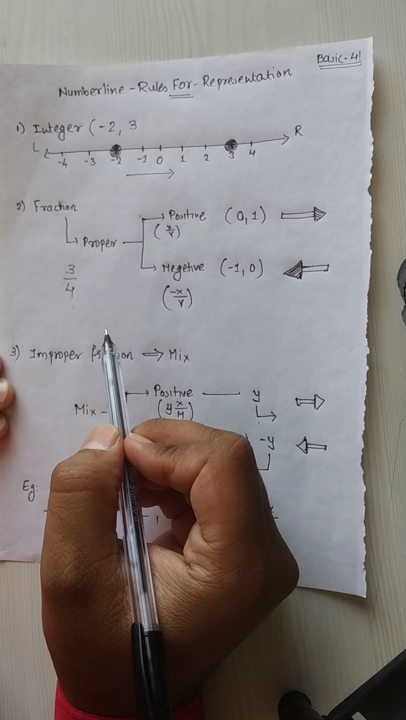 Basic-41
Numberline - Rules For - Representation
1) Integer (-2, 3
L -4 -3 -2 -1 0 1 2 3 4 R
2) Fraction
Proper
Positive (0, 1)
(x/y)
Negetive (-1, 0)
(-x/y)
3/4
3) Improper ⇒ Mix
Mix -
Positive y
(y x/M)
-y
Eg: